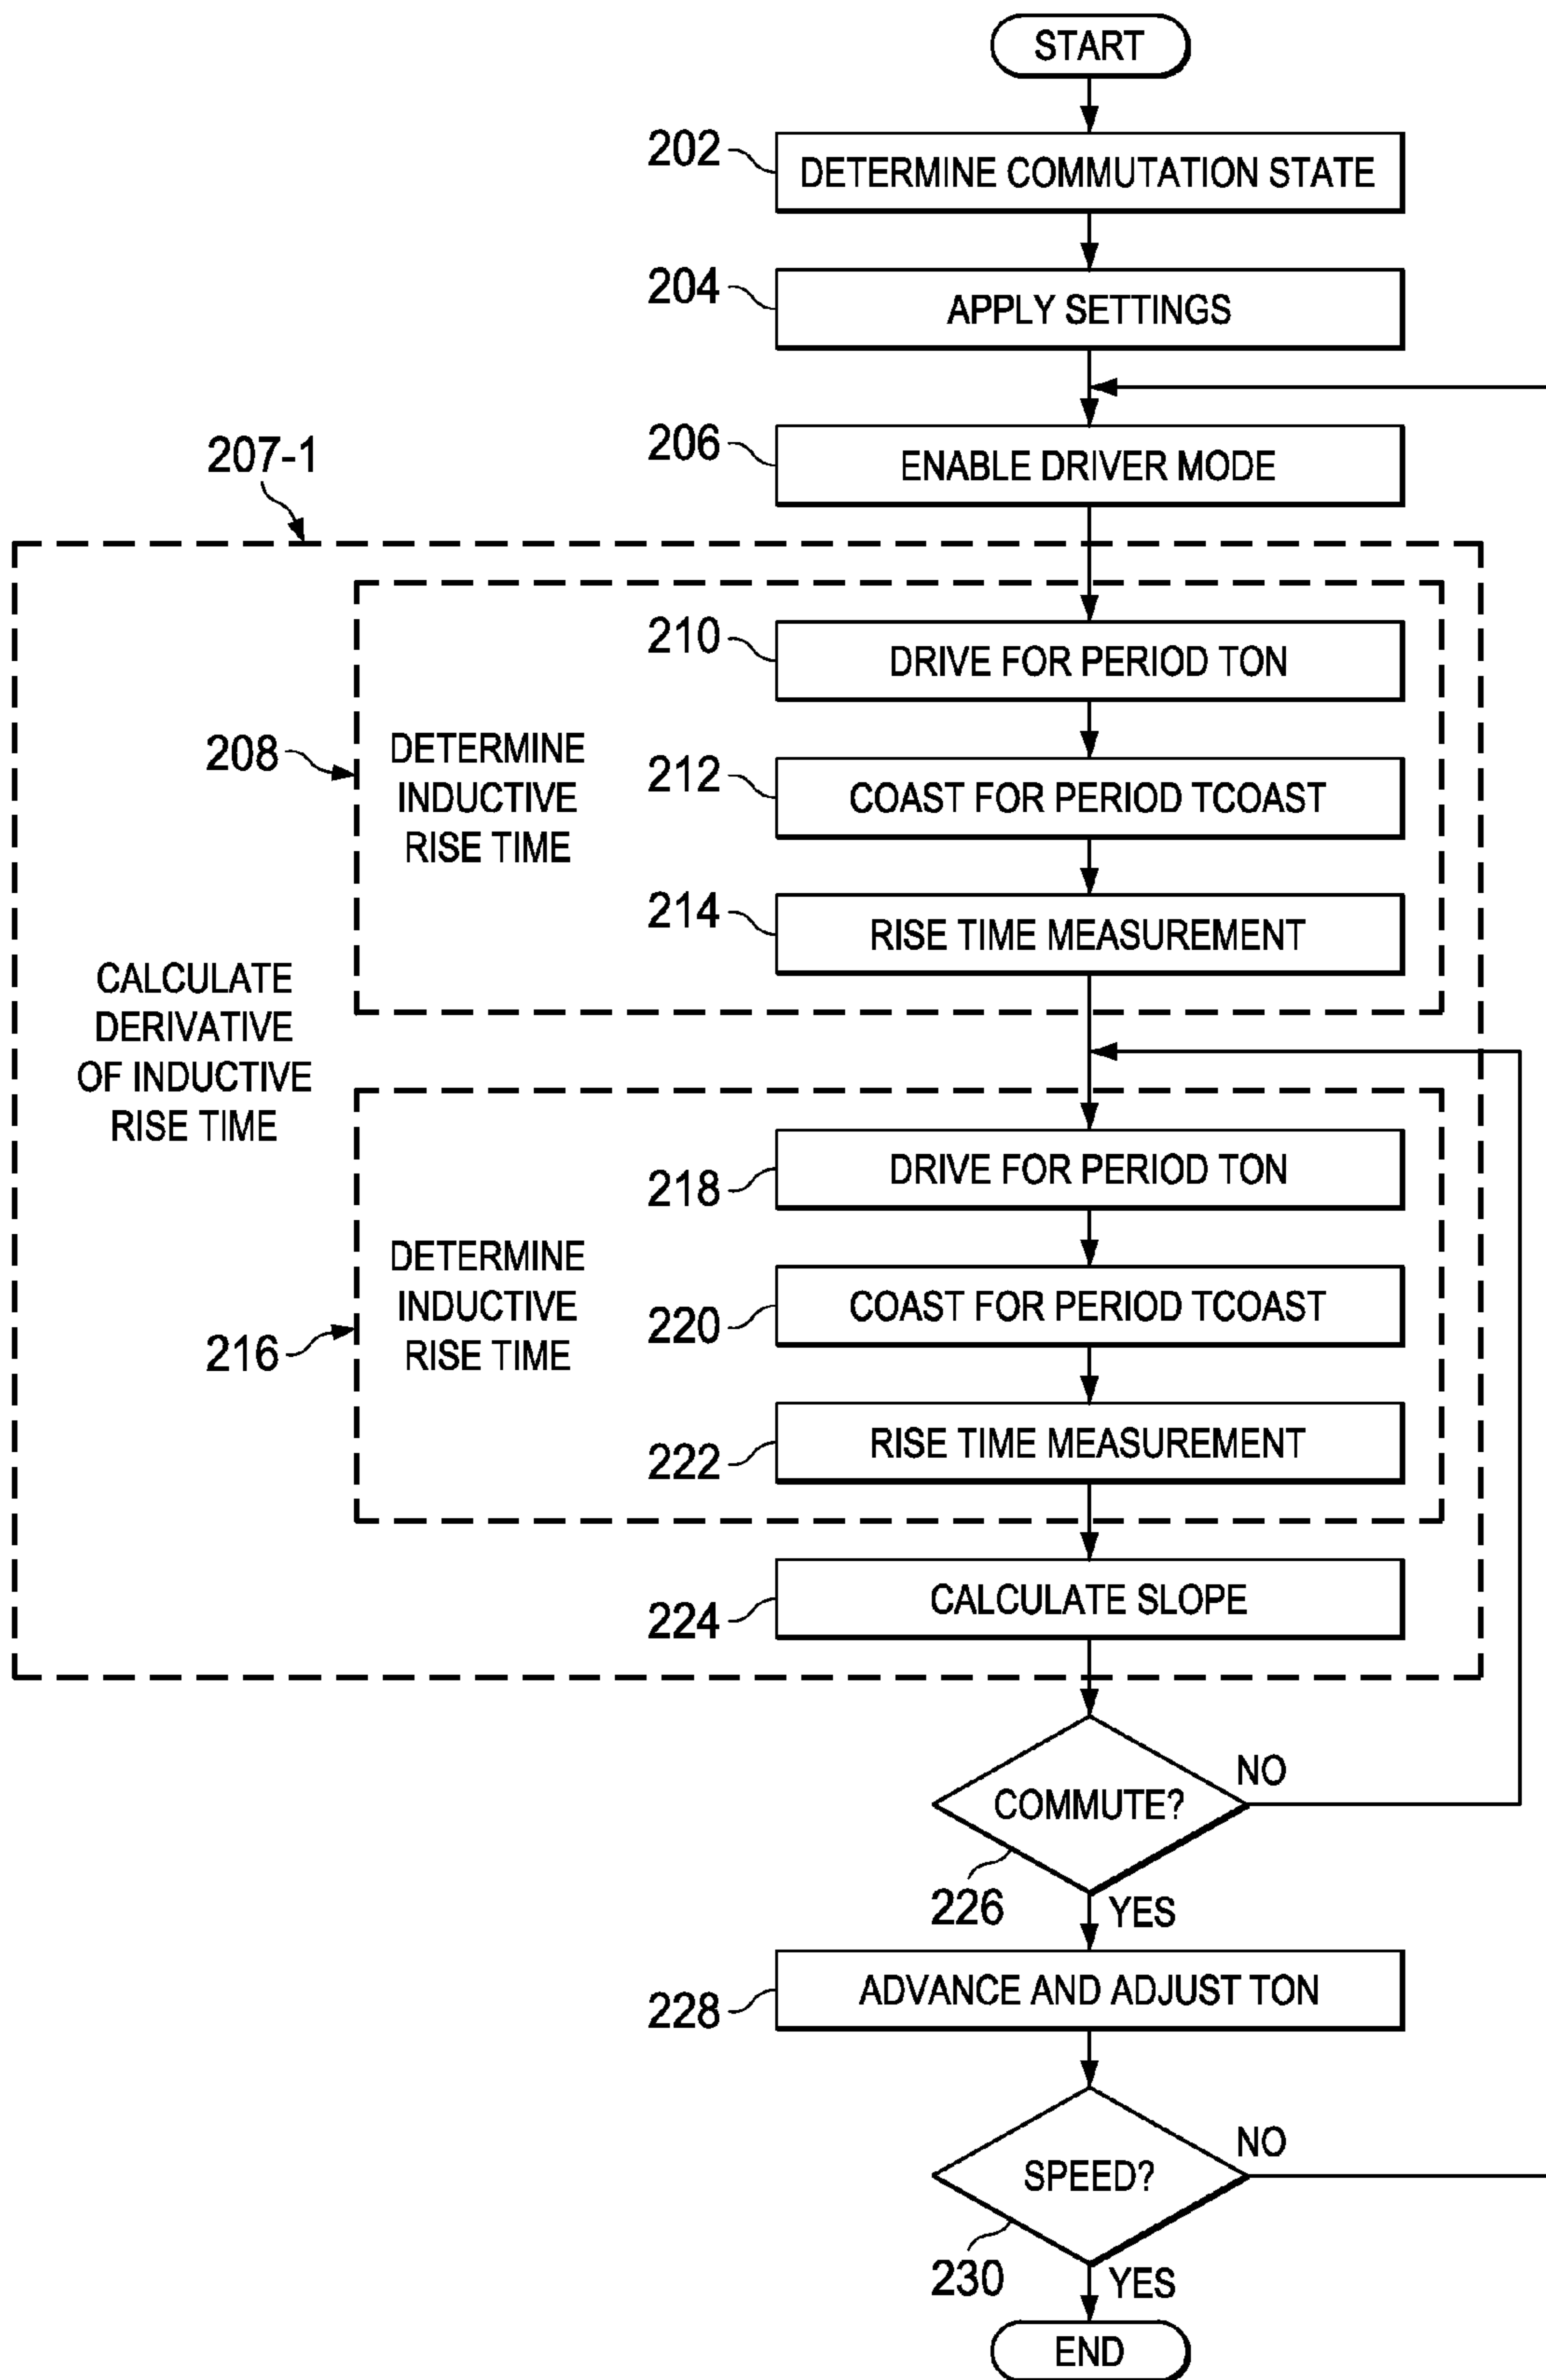 START
202
DETERMINE COMMUTATION STATE
204
APPLY SETTINGS
206
ENABLE DRIVER MODE
207-1
210
DRIVE FOR PERIOD TON
208
DETERMINE
INDUCTIVE
RISE TIME
212
COAST FOR PERIOD TCOAST
214
RISE TIME MEASUREMENT
CALCULATE
DERIVATIVE
OF INDUCTIVE
RISE TIME
218
DRIVE FOR PERIOD TON
216
DETERMINE
INDUCTIVE
RISE TIME
220
COAST FOR PERIOD TCOAST
222
RISE TIME MEASUREMENT
224
CALCULATE SLOPE
COMMUTE?
NO
226
YES
228
ADVANCE AND ADJUST TON
SPEED?
NO
230
YES
END